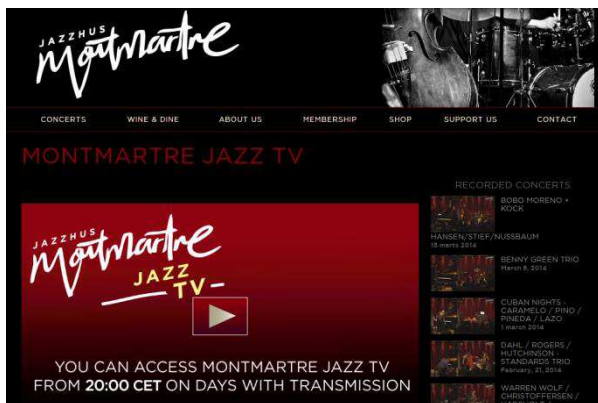 JAZZHUS
Montmartre
CONCERTS WINE & DINE ABOUT US MEMBERSHIP SHOP SUPPORT US CONTACT
MONTMARTRE JAZZ TV
JAZZHUS
Montmartre
JAZZ
TV
YOU CAN ACCESS MONTMARTRE JAZZ TV
FROM 20:00 CET ON DAYS WITH TRANSMISSION
RECORDED CONCERTS
BOBO MORENO +
KOCK
HANSEN/STIEF/NUSSBAUM
15 marts 2014
BENNY GREEN TRIO
March 8, 2014
CUBAN NIGHTS -
CARAMELO / PINO /
PINEDA / LAZO
1 march 2014
DAHL / ROGERS /
HUTCHINSON -
STANDARDS TRIO
February, 21, 2014
WARREN WOLF /
CHRISTOFFERSEN /